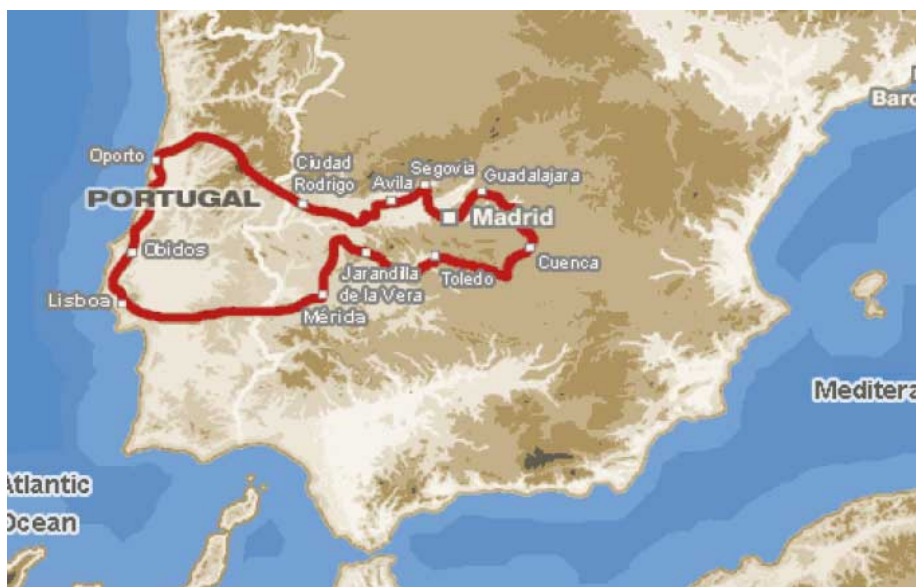 Barc
Oporto
Ciudad
Rodrigo
Avila
Segovia
Guadalajara
PORTUGAL
Madrid
Obidos
Cuenca
Toledo
Jarandilla
de la Vera
Lisboa
Mérida
Meditera
Atlantic
Ocean